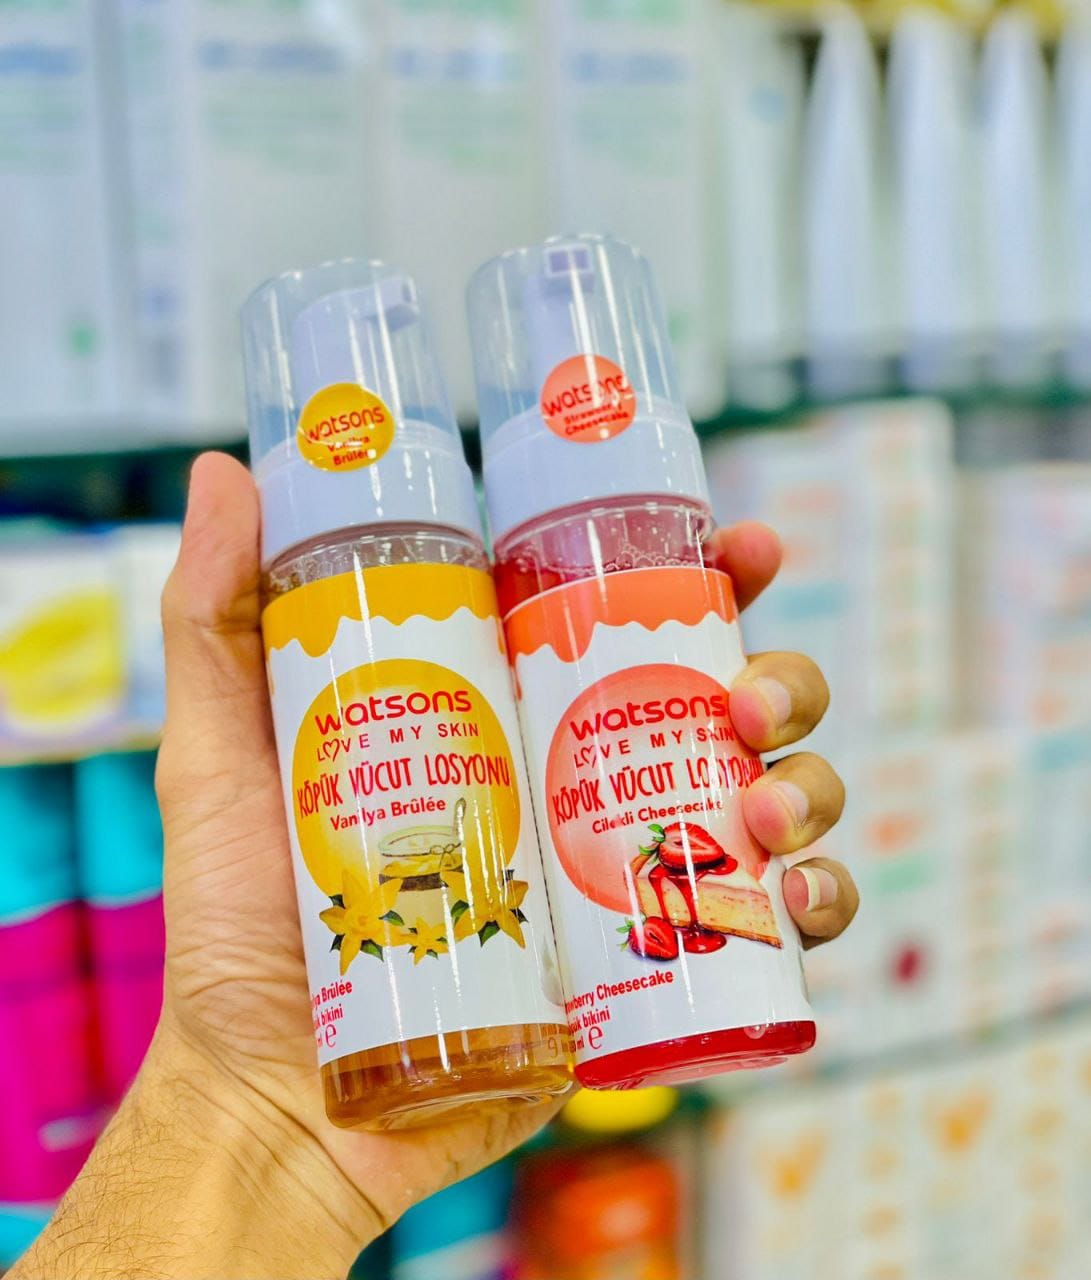 watsons
Vanilya
Brûlée
watsons
Strawberry
Cheesecake
watsons
LOVE MY SKIN
KÖPÜK VÜCUT LOSYONU
Vanilya Brûlée
Brûlée
bikini
℮
watsons
LOVE MY SKIN
KÖPÜK VÜCUT LOSYONU
Çilekli Cheesecake
Cheesecake
bikini
ml ℮